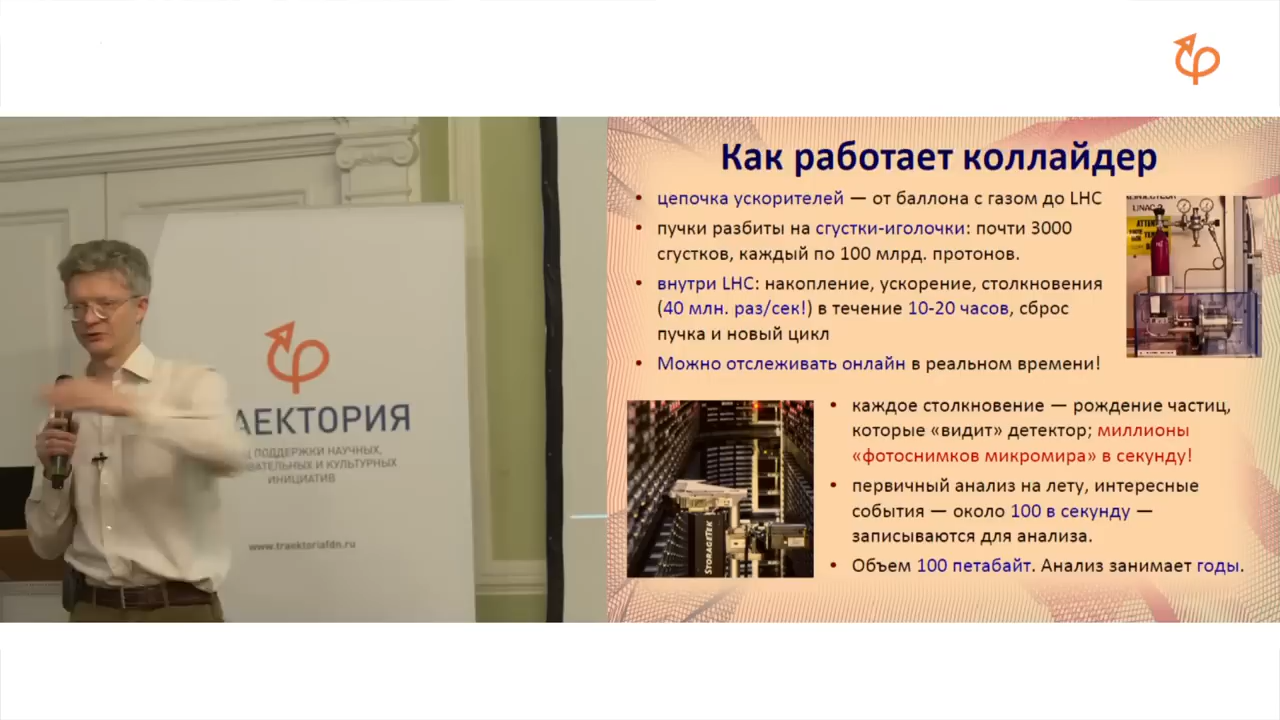 АЕКТОРИЯ
ПОДДЕРЖКИ НАУЧНЫХ,
АТЕЛЬНЫХ И КУЛЬТУРНЫХ
ИНИЦИАТИВ
www.traektoriafdn.ru
Как работает коллайдер
• цепочка ускорителей — от баллона с газом до LHC
• пучки разбиты на сгустки-иголочки: почти 3000
сгустков, каждый по 100 млрд. протонов.
• внутри LHC: накопление, ускорение, столкновения
(40 млн. раз/сек!) в течение 10-20 часов, сброс
пучка и новый цикл
• Можно отслеживать онлайн в реальном времени!
LINAC 2
STORAGETEK
• каждое столкновение — рождение частиц,
которые «видит» детектор; миллионы
«фотоснимков микромира» в секунду!
• первичный анализ на лету, интересные
события — около 100 в секунду —
записываются для анализа.
• Объем 100 петабайт. Анализ занимает годы.